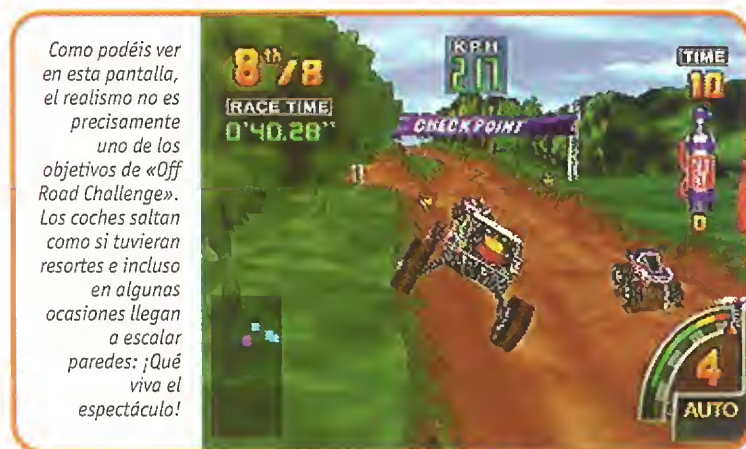 Como podéis ver
en esta pantalla,
el realismo no es
precisamente
uno de los
objetivos de «Off
Road Challenge».
Los coches saltan
como si tuvieran
resortes e incluso
en algunas
ocasiones llegan
a escalar
paredes: ¡Qué
viva el
espectáculo!
8th/8
RACE TIME
0'40.28"
KPH
217
CHECKPOINT
TIME
10
0
4
AUTO